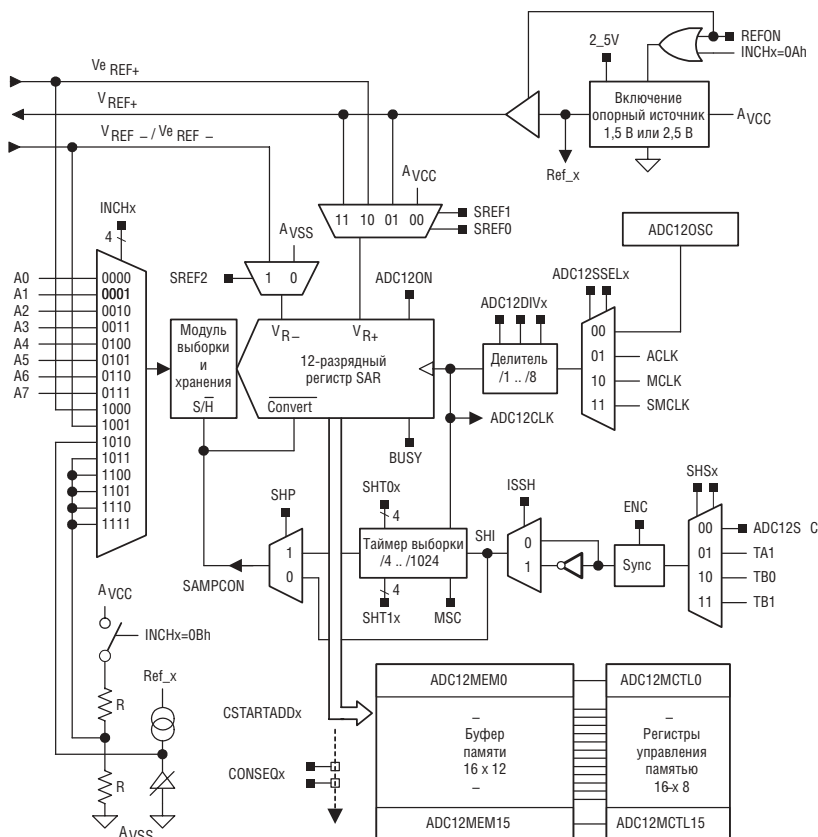 REFON
INCHx=0Ah
2_5V
Ve REF+
V REF+
V REF – / Ve REF –
Включение
опорный источник
1,5 В или 2,5 В
A VCC
Ref_x
A VCC
INCHx
4
A VSS
11 10 01 00
SREF1
SREF0
ADC12OSC
SREF2
1 0
ADC12ON
ADC12SSELx
ADC12DIVx
A0
A1
A2
A3
A4
A5
A6
A7
0000
0001
0010
0011
0100
0101
0110
0111
1000
1001
1010
1011
1100
1101
1110
1111
Модуль
выборки
и
хранения
S/H
V R–
V R+
12-разрядный
регистр SAR
Convert
Делитель
/1 .. /8
00
01
10
11
ACLK
MCLK
SMCLK
ADC12CLK
BUSY
SHP
SHT0x
4
ISSH
ENC
SHSx
1
0
Таймер выборки
/4 .. /1024
SHI
0
1
Sync
00
01
10
11
ADC12S C
TA1
TB0
TB1
SAMPCON
4
SHT1x
MSC
A VCC
INCHx=0Bh
Ref_x
R
R
A VSS
CSTARTADDx
CONSEQx
ADC12MEM0
–
Буфер
памяти
16 x 12
–
ADC12MEM15
ADC12MCTL0
–
Регистры
управления
памятью
16 x 8
–
ADC12MCTL15